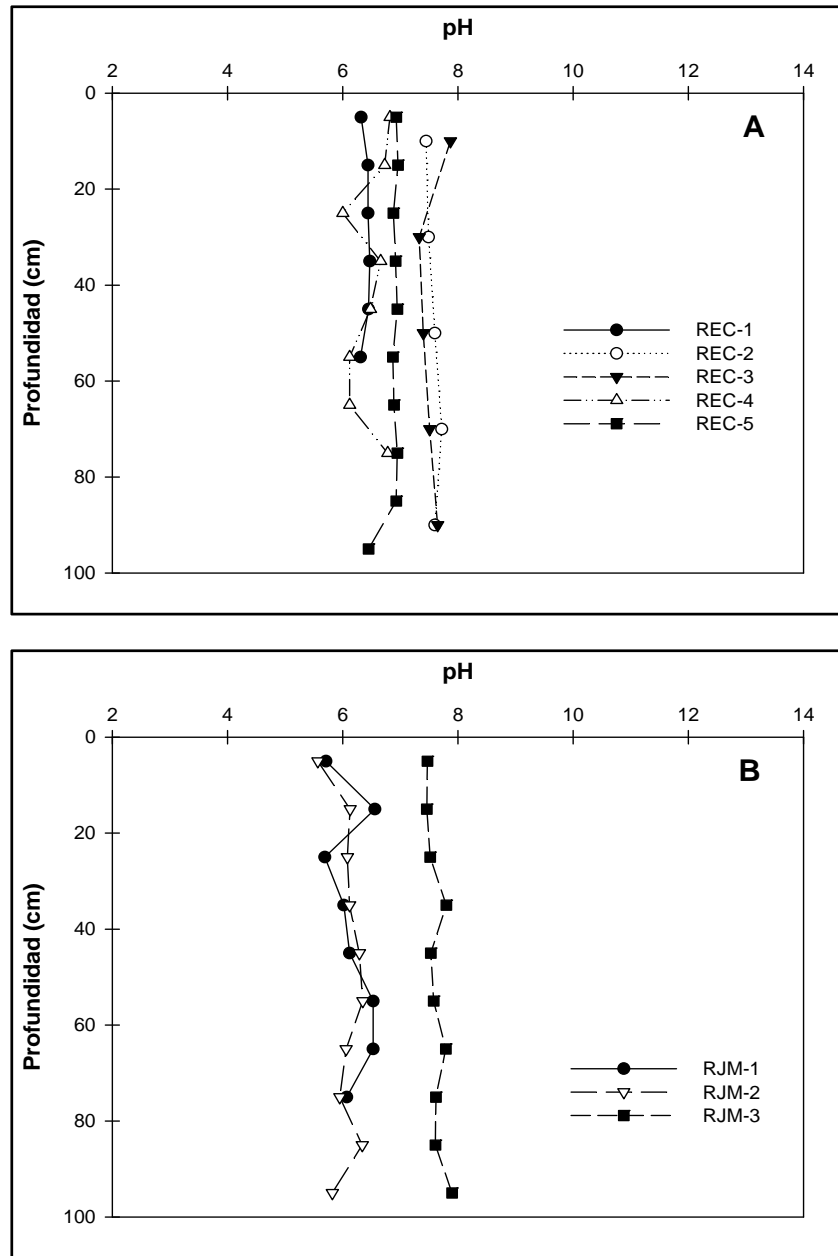 pH
2 4 6 8 10 12 14
0
A
20
40
Profundidad (cm)
REC-1
REC-2
REC-3
REC-4
REC-5
60
80
100
pH
2 4 6 8 10 12 14
0
B
20
40
Profundidad (cm)
60
RJM-1
RJM-2
RJM-3
80
100